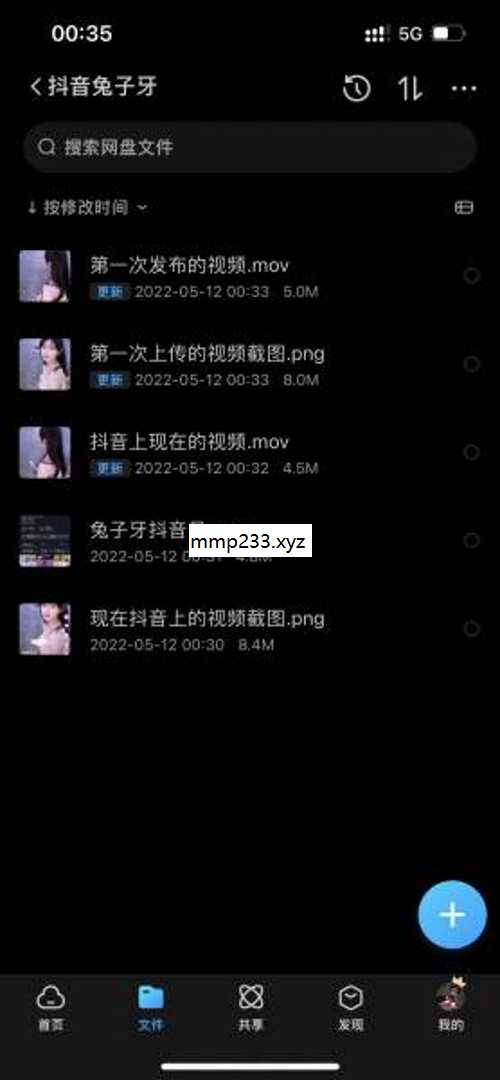 00:35
5G
抖音兔子牙
搜索网盘文件
按修改时间
第一次发布的视频.mov
更新 2022-05-12 00:33 5.0M
第一次上传的视频截图.png
更新 2022-05-12 00:33 8.0M
抖音上现在的视频.mov
更新 2022-05-12 00:32 4.5M
兔子牙抖音
mmp233.xyz
2022-05-12
现在抖音上的视频截图.png
2022-05-12 00:30 8.4M
首页 文件 共享 发现 我的